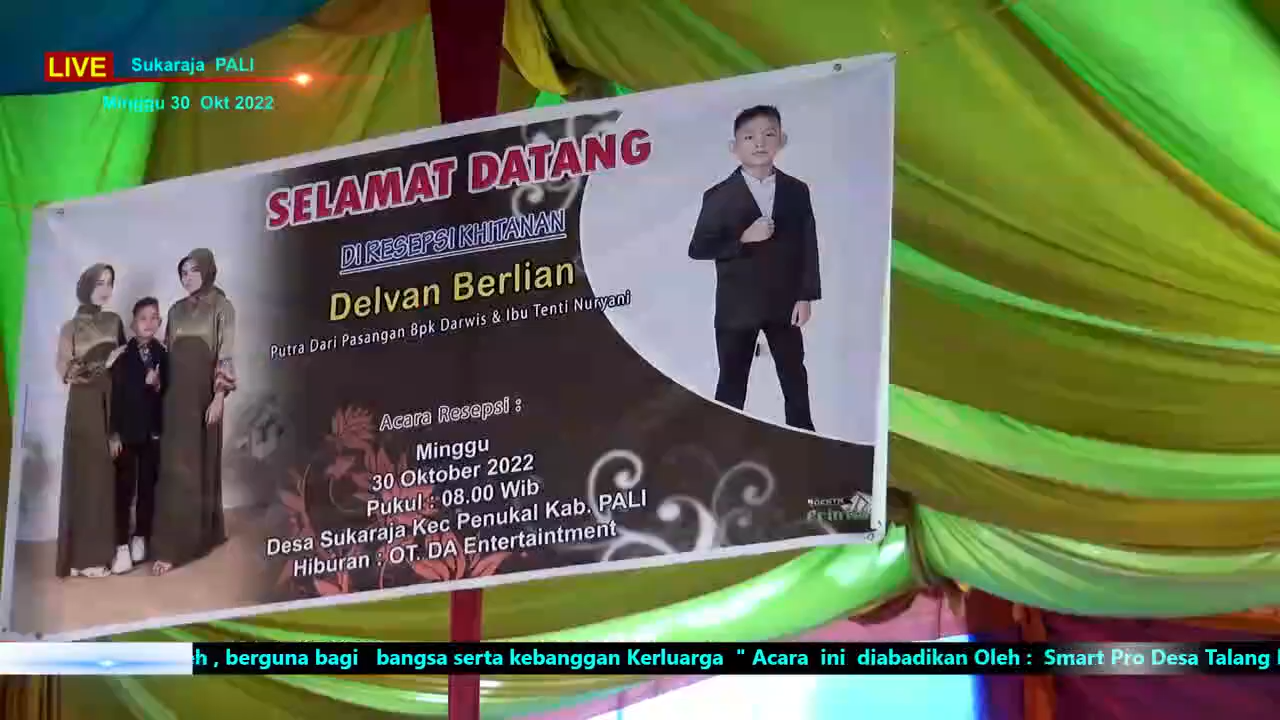 LIVE
Sukaraja PALI
Minggu 30 Okt 2022
SELAMAT DATANG
DI RESEPSI KHITANAN
Delvan Berlian
Putra Dari Pasangan Bpk Darwis & Ibu Tenti Nuryani
Acara Resepsi :
Minggu
30 Oktober 2022
Pukul : 08.00 Wib
Desa Sukaraja Kec Penukal Kab. PALI
Hiburan : OT. DA Entertaintment
, berguna bagi bangsa serta kebanggan Kerluarga " Acara ini diabadikan Oleh : Smart Pro Desa Talang